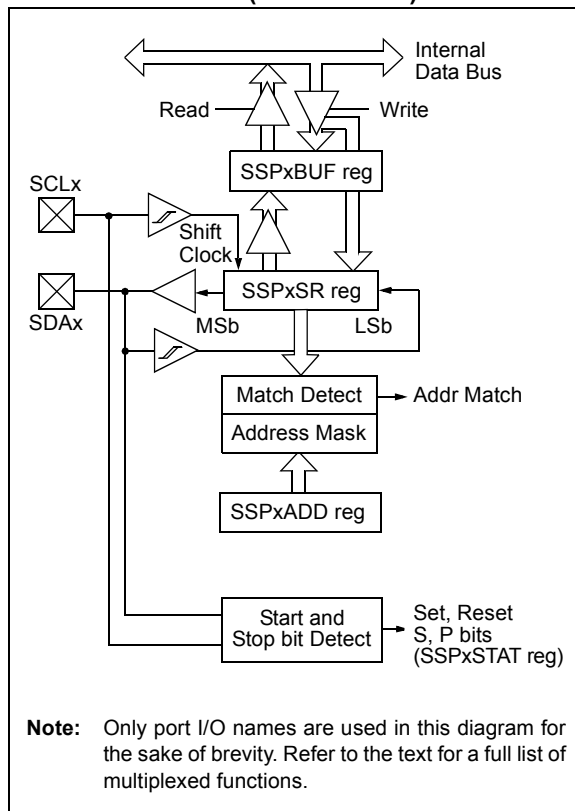 Internal
Data Bus
Read
Write
SSPxBUF reg
SCLx
Shift
Clock
SSPxSR reg
SDAx
MSb
LSb
Match Detect
Addr Match
Address Mask
SSPxADD reg
Start and
Stop bit Detect
Set, Reset
S, P bits
(SSPxSTAT reg)
Note: Only port I/O names are used in this diagram for
the sake of brevity. Refer to the text for a full list of
multiplexed functions.